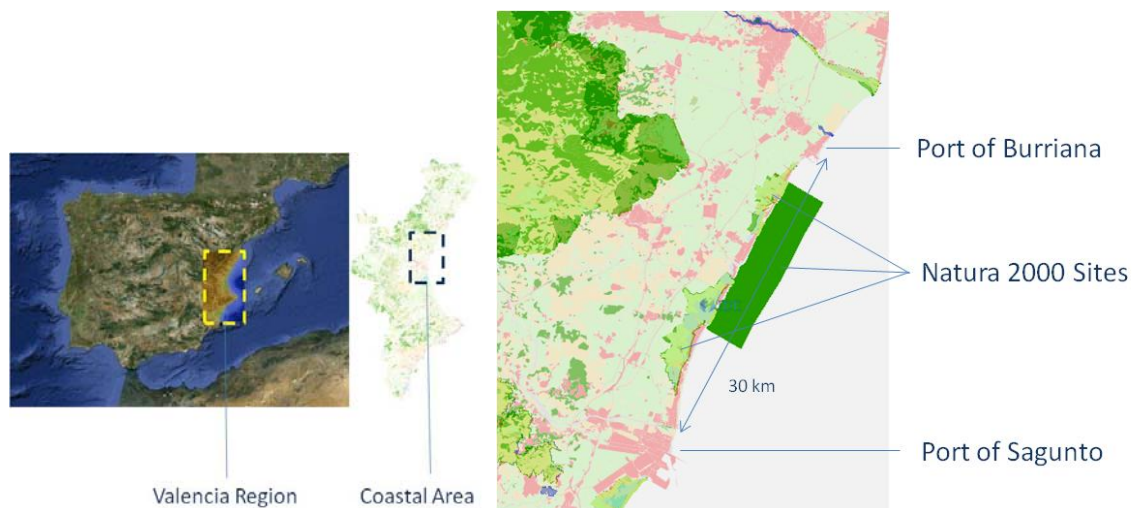 Valencia Region
Coastal Area
Port of Burriana
Natura 2000 Sites
30 km
Port of Sagunto